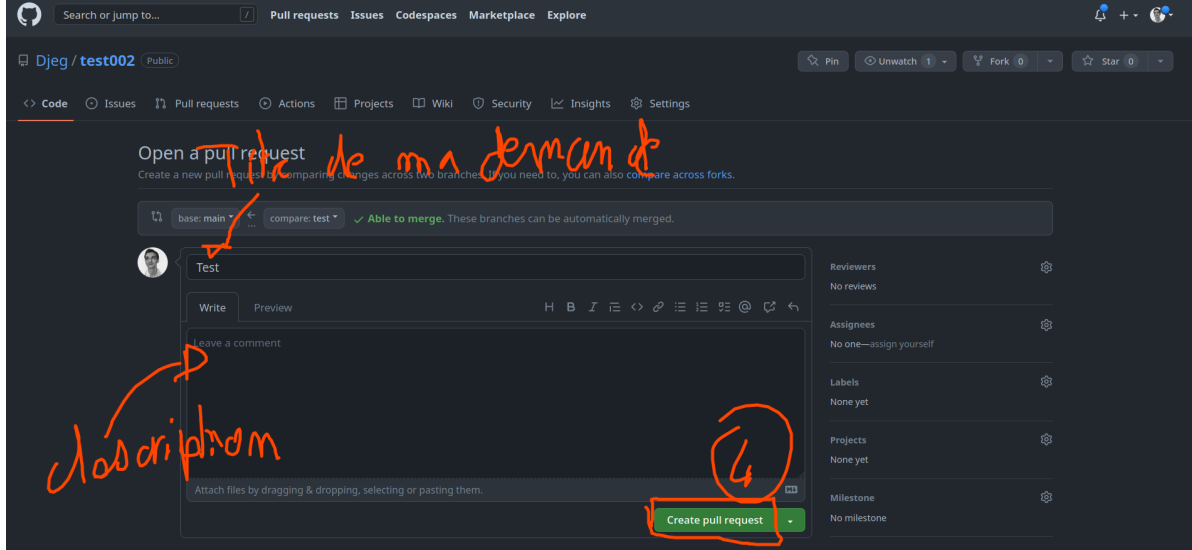 Search or jump to... / Pull requests Issues Codespaces Marketplace Explore
Djeg / test002 Public Pin Unwatch 1 Fork 0 Star 0
Code Issues Pull requests Actions Projects Wiki Security Insights Settings
Titre de ma demande
Open a pull request
Create a new pull request by comparing changes across two branches. If you need to, you can also compare across forks.
base: main ... compare: test Able to merge. These branches can be automatically merged.
Test
Write Preview
Leave a comment
description
Attach files by dragging & dropping, selecting or pasting them.
4
Create pull request
Reviewers
No reviews
Assignees
No one—assign yourself
Labels
None yet
Projects
None yet
Milestone
No milestone